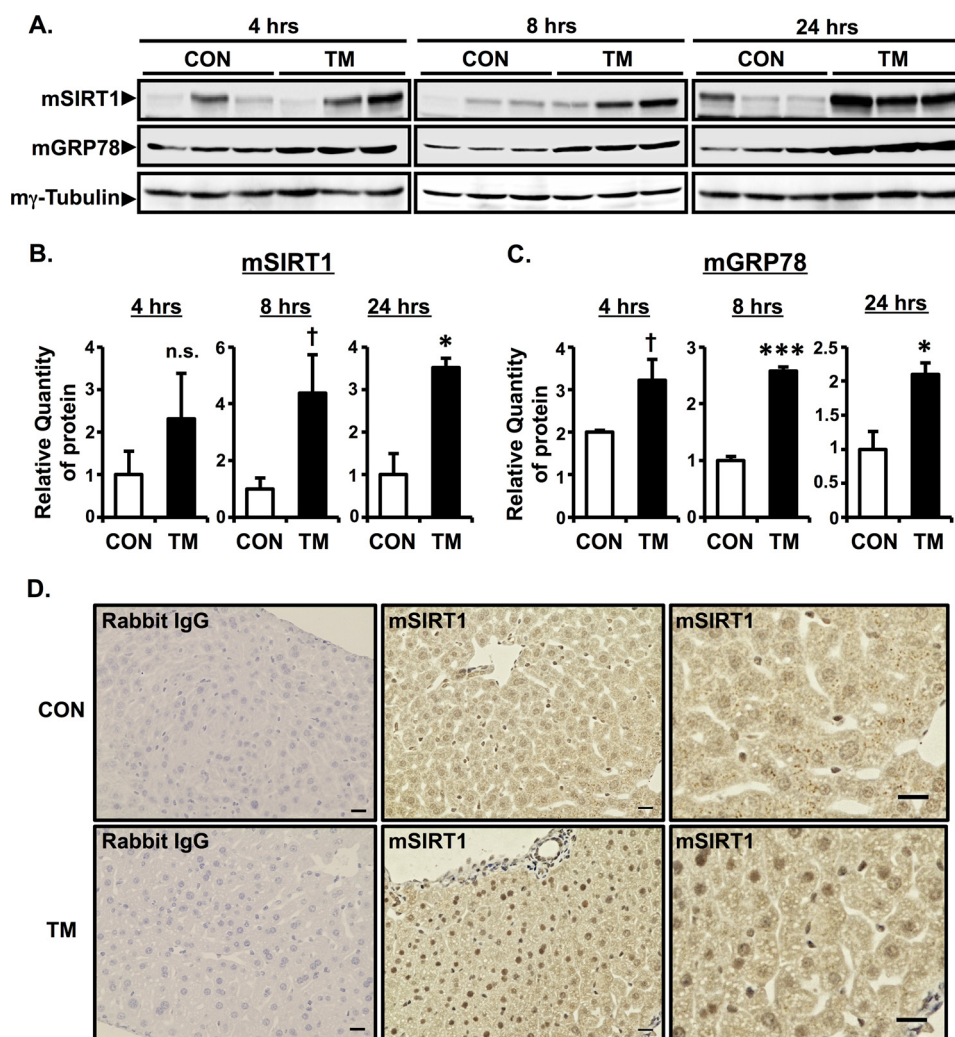 A.
4 hrs
8 hrs
24 hrs
CON TM CON TM CON TM
mSIRT1
mGRP78
mγ-Tubulin
B.
mSIRT1
4 hrs
8 hrs
24 hrs
Relative Quantity
of protein
4
3
2
1
0
n.s.
CON TM
6
4
2
0
†
CON TM
4
3
2
1
0
*
CON TM
C.
mGRP78
4 hrs
8 hrs
24 hrs
Relative Quantity
of protein
4
3
2
1
0
†
CON TM
3
8
2
1
0
***
CON TM
2.5
2
1.5
1
0.5
0
*
CON TM
D.
CON
Rabbit IgG
mSIRT1
mSIRT1
TM
Rabbit IgG
mSIRT1
mSIRT1